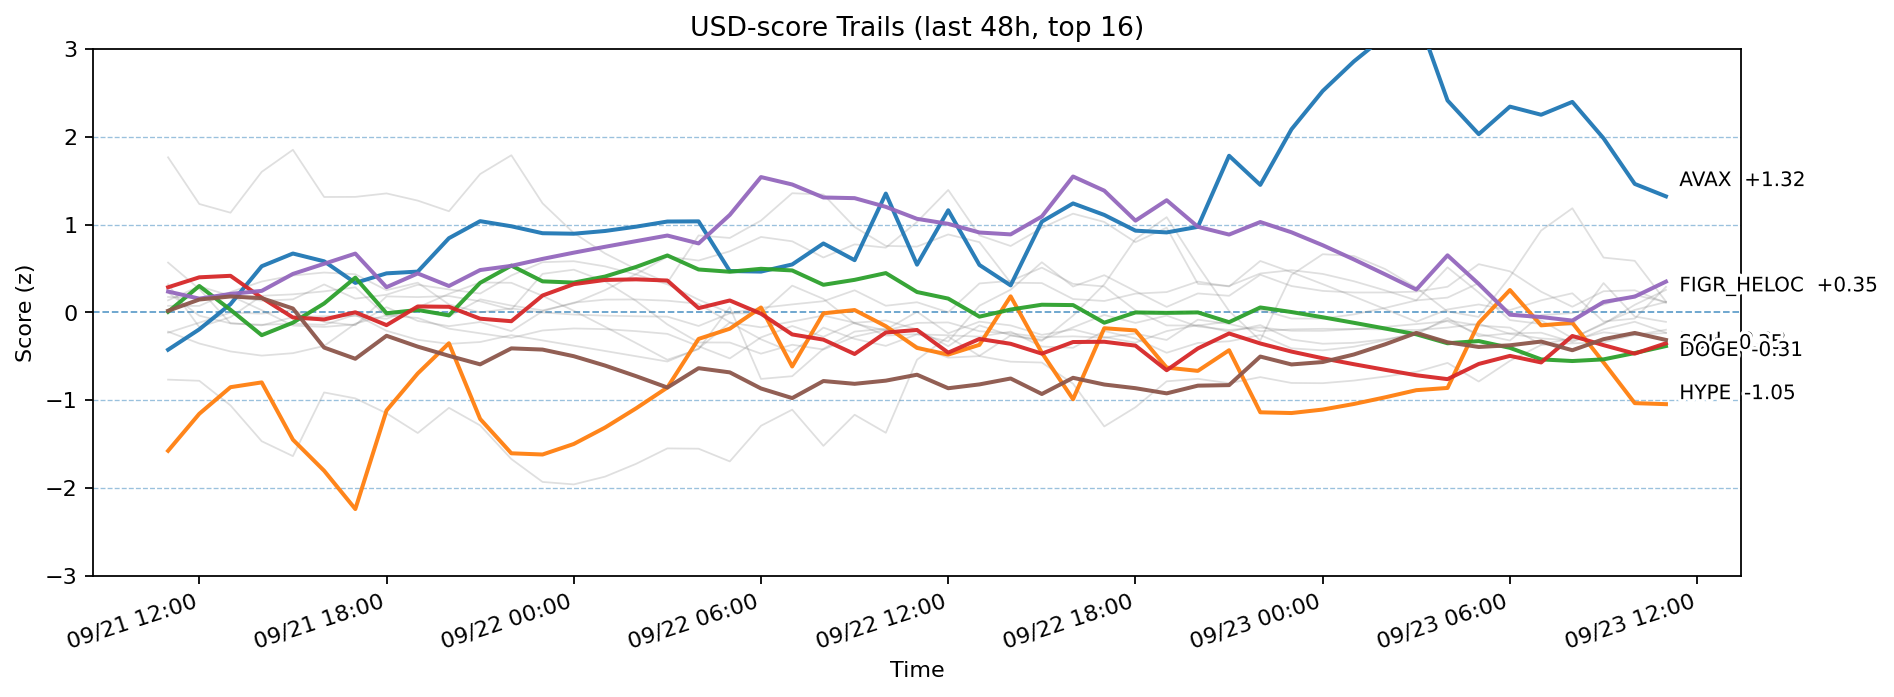 USD-score Trails (last 48h, top 16)
3
2
1
0
−1
−2
−3
Score (z)
AVAX +1.32
FIGR_HELOC +0.35
DOGE -0.31
HYPE -1.05
09/21 12:00
09/21 18:00
09/22 00:00
09/22 06:00
09/22 12:00
09/22 18:00
09/23 00:00
09/23 06:00
09/23 12:00
Time